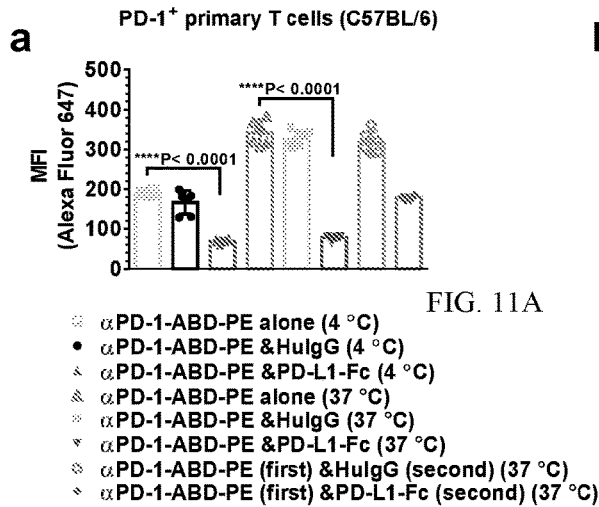 PD-1⁺ primary T cells (C57BL/6)
a
MFI
(Alexa Fluor 647)
500
400
300
200
100
0
****P< 0.0001
****P< 0.0001
FIG. 11A
αPD-1-ABD-PE alone (4 °C)
αPD-1-ABD-PE &HuIgG (4 °C)
αPD-1-ABD-PE &PD-L1-Fc (4 °C)
αPD-1-ABD-PE alone (37 °C)
αPD-1-ABD-PE &HuIgG (37 °C)
αPD-1-ABD-PE &PD-L1-Fc (37 °C)
αPD-1-ABD-PE (first) &HuIgG (second) (37 °C)
αPD-1-ABD-PE (first) &PD-L1-Fc (second) (37 °C)